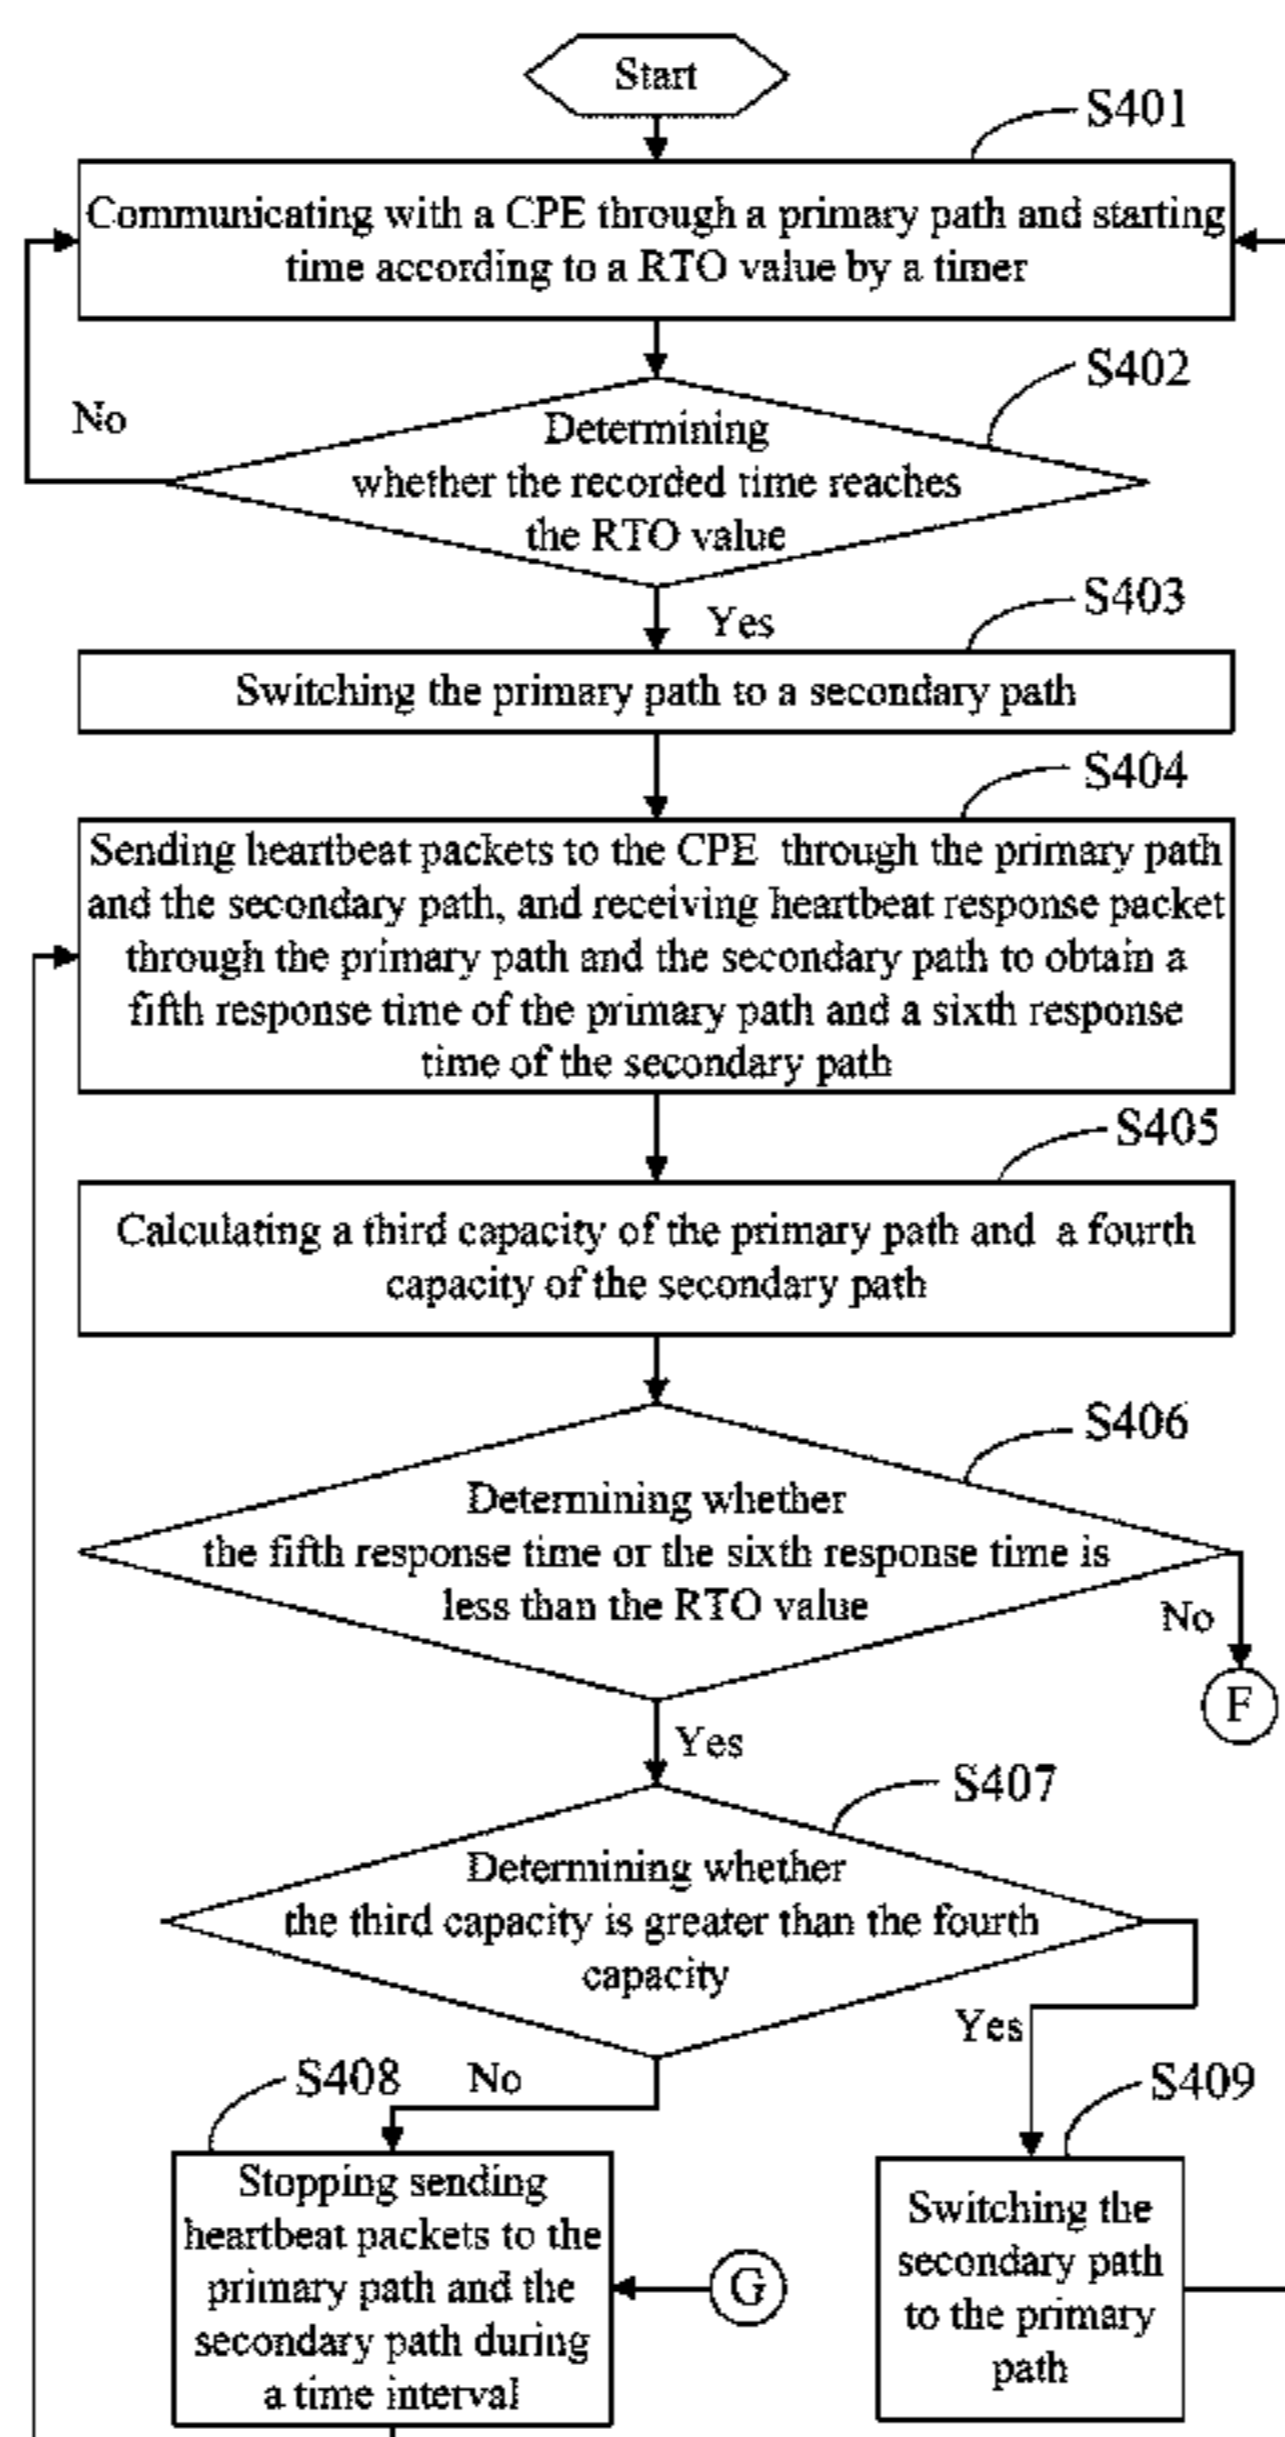 Start
S401
Communicating with a CPE through a primary path and starting
time according to a RTO value by a timer
S402
No
Determining
whether the recorded time reaches
the RTO value
Yes
S403
Switching the primary path to a secondary path
S404
Sending heartbeat packets to the CPE through the primary path
and the secondary path, and receiving heartbeat response packet
through the primary path and the secondary path to obtain a
fifth response time of the primary path and a sixth response
time of the secondary path
S405
Calculating a third capacity of the primary path and a fourth
capacity of the secondary path
S406
Determining whether
the fifth response time or the sixth response time is
less than the RTO value
No
F
Yes
S407
Determining whether
the third capacity is greater than the fourth
capacity
Yes
No
S408
S409
Stopping sending
heartbeat packets to the
primary path and the
secondary path during
a time interval
G
Switching the
secondary path
to the primary
path